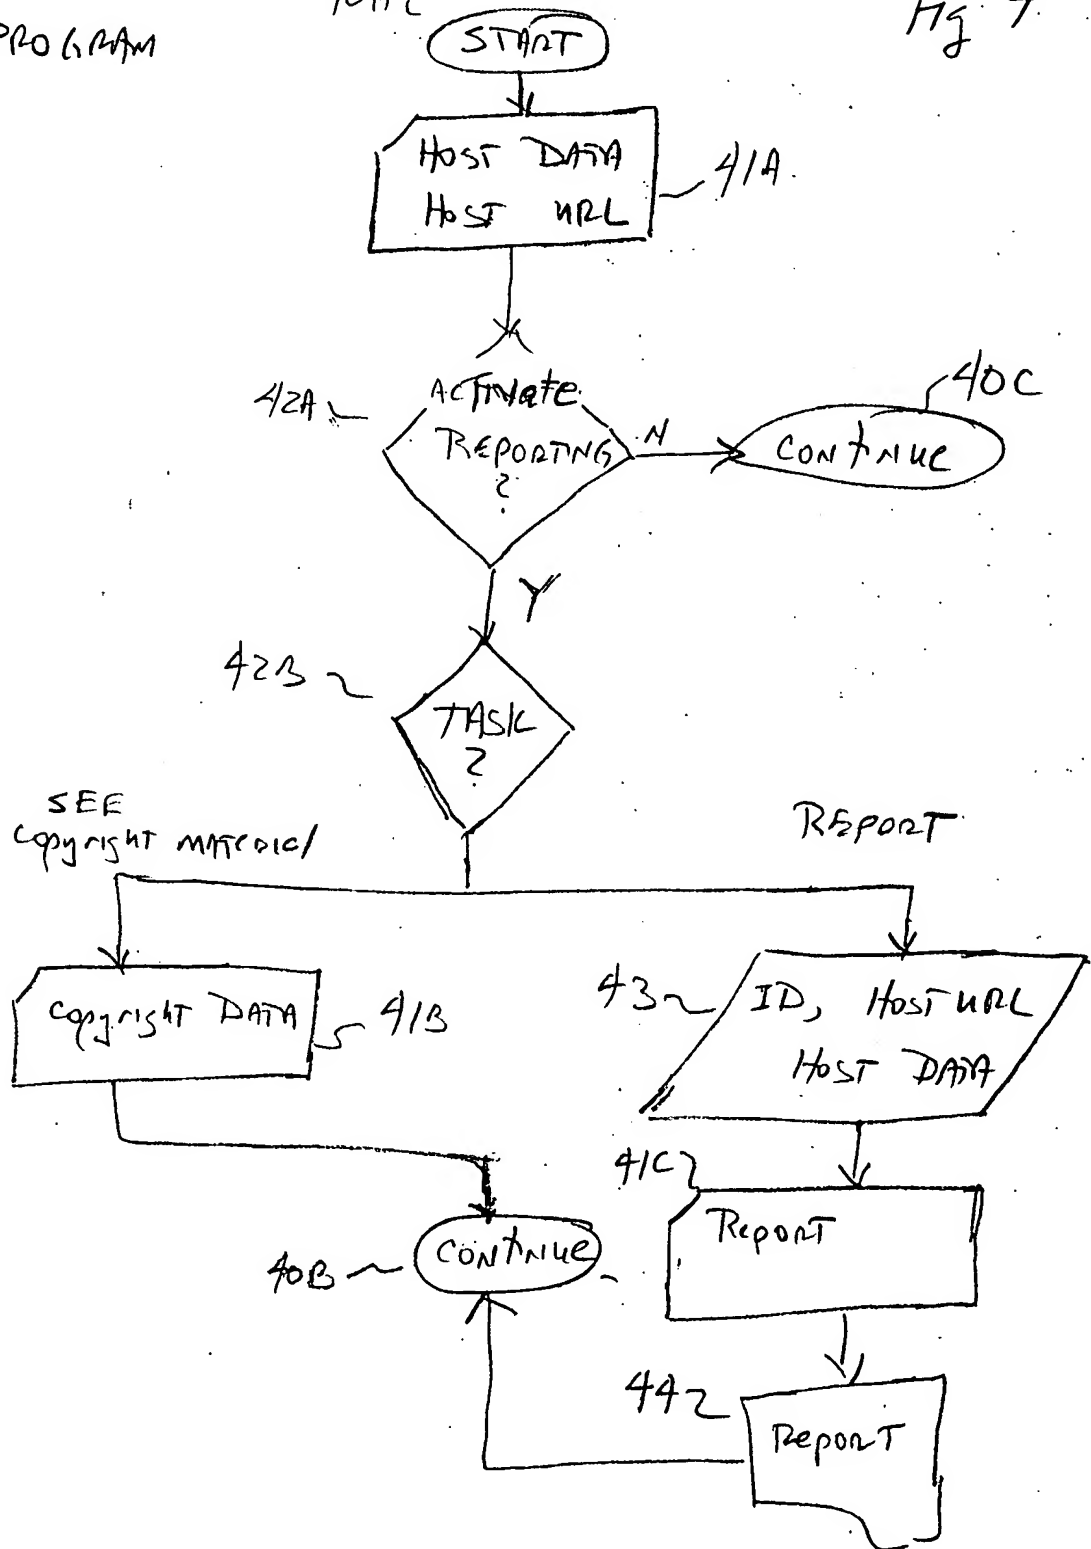 PROGRAM
START
Fig 7.
HOST DATA
HOST URL
41A.
42A
ACTIVate
REPORTING
?
N
40C
CONTINUE
Y
42B
TASK
?
SEE
Copyright MATERIal
REPORT
Copyright DATA
41B
43
ID, HOST URL
HOST DATA
41C
REPORT
40B
CONTINUE
44
REPORT